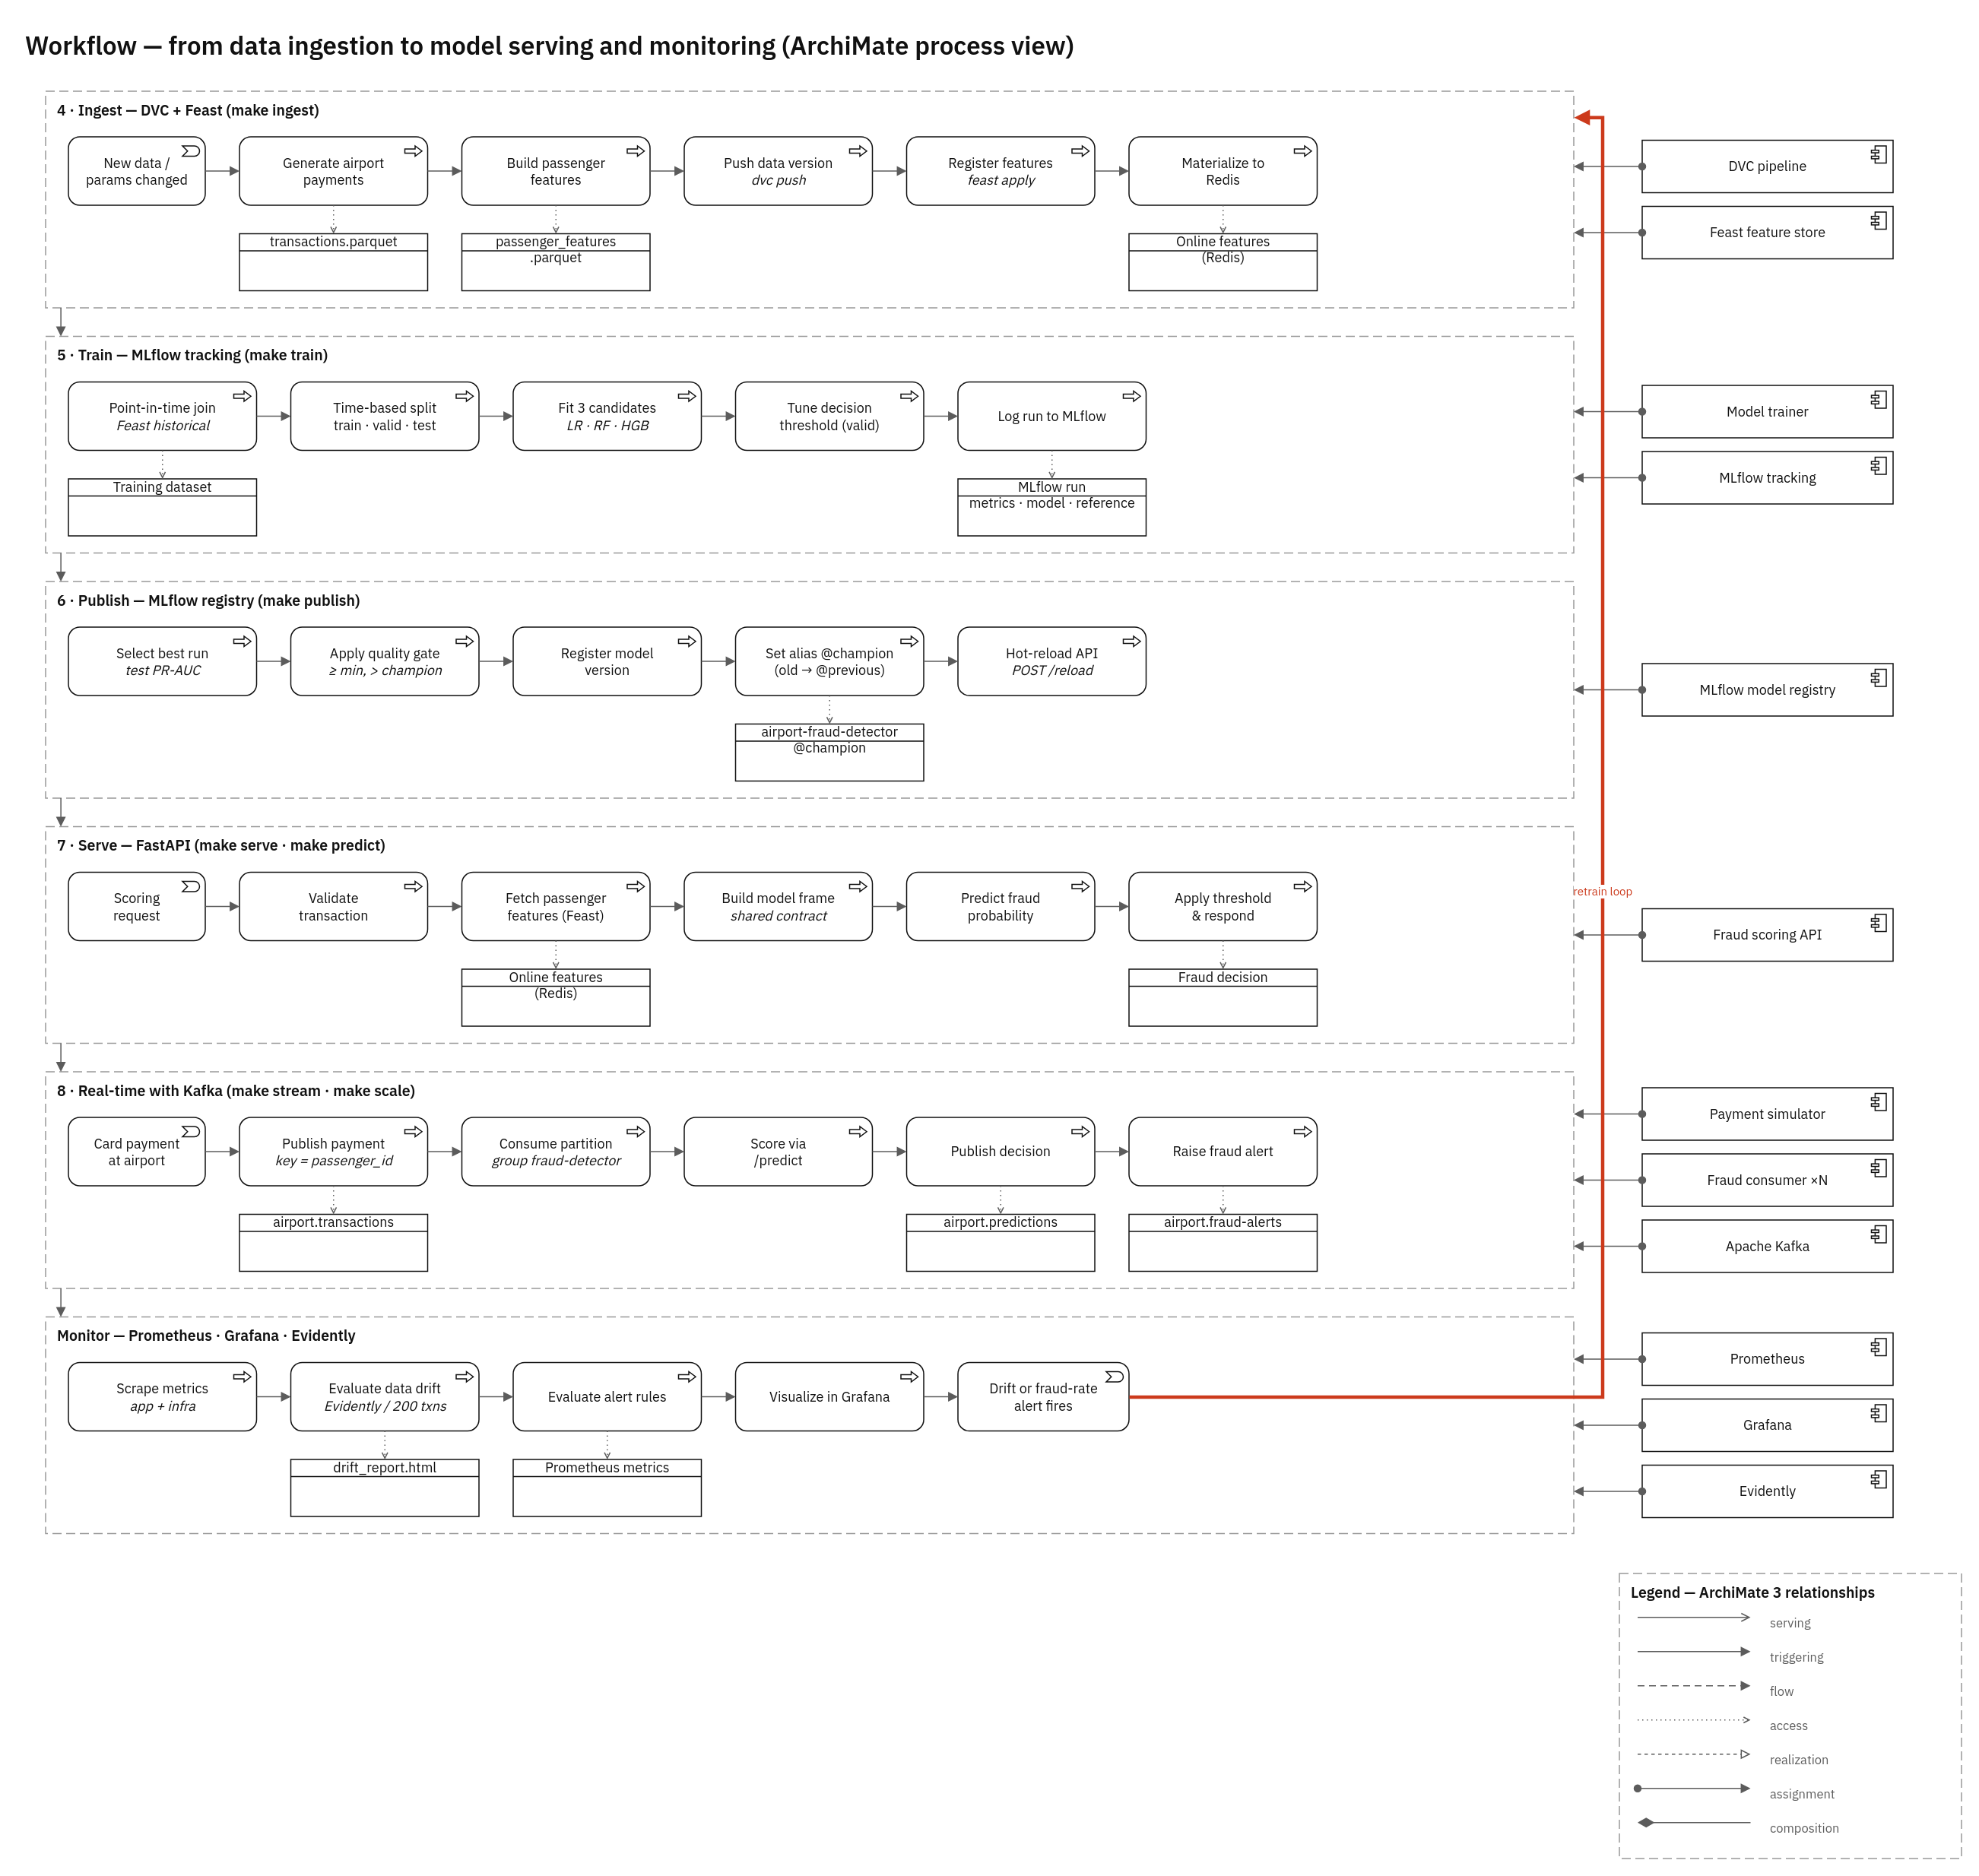 Workflow — from data ingestion to model serving and monitoring (ArchiMate process view)
4 · Ingest — DVC + Feast (make ingest)
New data /
params changed
Generate airport
payments
Build passenger
features
Push data version
dvc push
Register features
feast apply
Materialize to
Redis
transactions.parquet
passenger_features
.parquet
Online features
(Redis)
DVC pipeline
Feast feature store
5 · Train — MLflow tracking (make train)
Point-in-time join
Feast historical
Time-based split
train · valid · test
Fit 3 candidates
LR · RF · HGB
Tune decision
threshold (valid)
Log run to MLflow
Training dataset
MLflow run
metrics · model · reference
Model trainer
MLflow tracking
6 · Publish — MLflow registry (make publish)
Select best run
test PR-AUC
Apply quality gate
≥ min, > champion
Register model
version
Set alias @champion
(old → @previous)
Hot-reload API
POST /reload
airport-fraud-detector
@champion
MLflow model registry
7 · Serve — FastAPI (make serve · make predict)
Scoring
request
Validate
transaction
Fetch passenger
features (Feast)
Build model frame
shared contract
Predict fraud
probability
Apply threshold
& respond
Online features
(Redis)
Fraud decision
retrain loop
Fraud scoring API
8 · Real-time with Kafka (make stream · make scale)
Card payment
at airport
Publish payment
key = passenger_id
Consume partition
group fraud-detector
Score via
/predict
Publish decision
Raise fraud alert
airport.transactions
airport.predictions
airport.fraud-alerts
Payment simulator
Fraud consumer ×N
Apache Kafka
Monitor — Prometheus · Grafana · Evidently
Scrape metrics
app + infra
Evaluate data drift
Evidently / 200 txns
Evaluate alert rules
Visualize in Grafana
Drift or fraud-rate
alert fires
drift_report.html
Prometheus metrics
Prometheus
Grafana
Evidently
Legend — ArchiMate 3 relationships
serving
triggering
flow
access
realization
assignment
composition